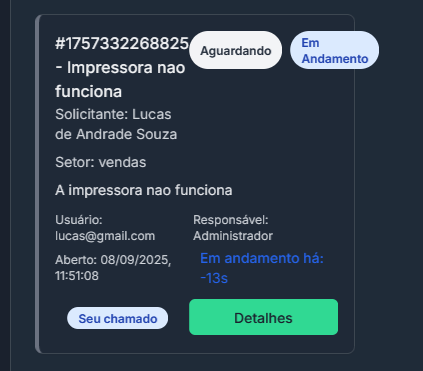 #1757332268825
- Impressora nao
funciona
Aguardando
Em
Andamento
Solicitante: Lucas
de Andrade Souza
Setor: vendas
A impressora nao funciona
Usuário:
lucas@gmail.com
Responsável:
Administrador
Aberto: 08/09/2025,
11:51:08
Em andamento há:
-13s
Seu chamado
Detalhes